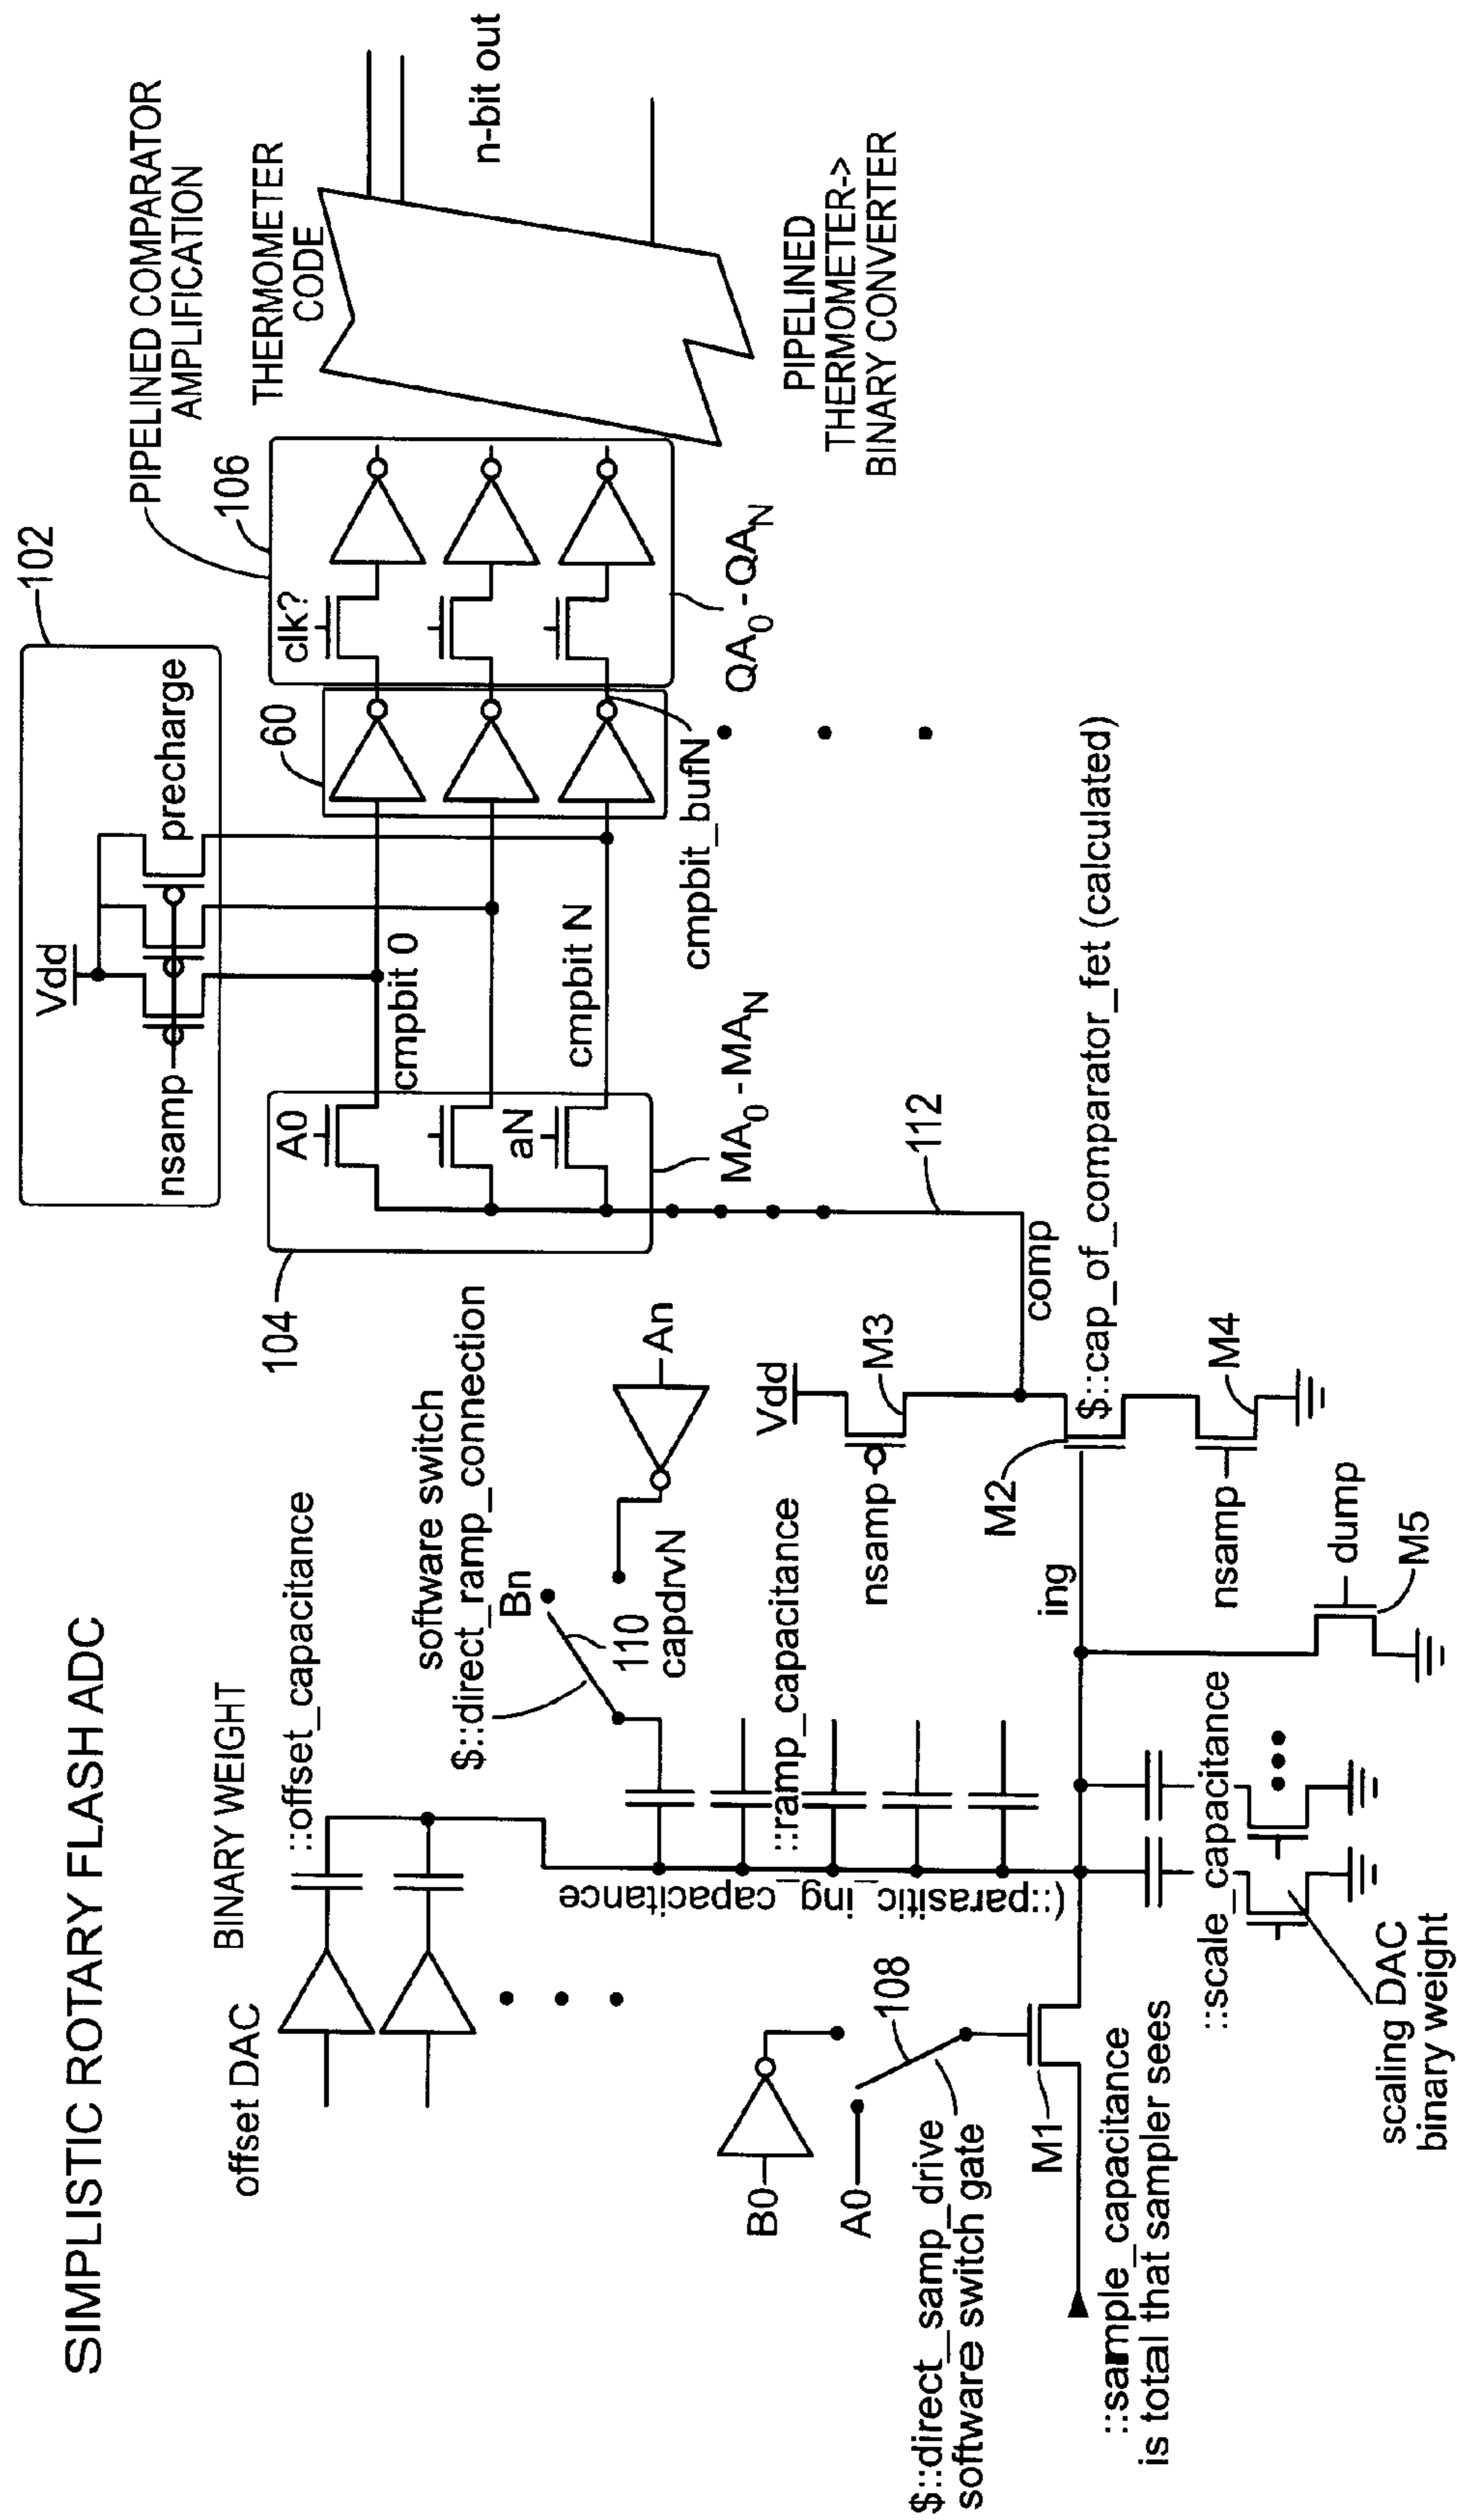 SIMPLISTIC ROTARY FLASH ADC
offset DAC
BINARY WEIGHT
::offset_capacitance
software switch
$::direct_ramp_connection
Bn
110
capdrvN
An
::ramp_capacitance
(::parasitic_ing_capacitance
B0
A0
108
$::direct_samp_drive
software switch gate
M1
::sample_capacitance
is total that sampler sees
::scale_capacitance
scaling DAC
binary weight
ing
dump
M5
Vdd
nsamp
M3
M2
nsamp
M4
comp
$::cap_of_comparator_fet (calculated)
112
104
A0
aN
MA0 - MAN
cmpbit 0
cmpbit N
102
Vdd
nsamp
precharge
60
cmpbit_bufN
106
clk?
QA0 - QAN
PIPELINED COMPARATOR
AMPLIFICATION
THERMOMETER
CODE
n-bit out
PIPELINED
THERMOMETER->
BINARY CONVERTER